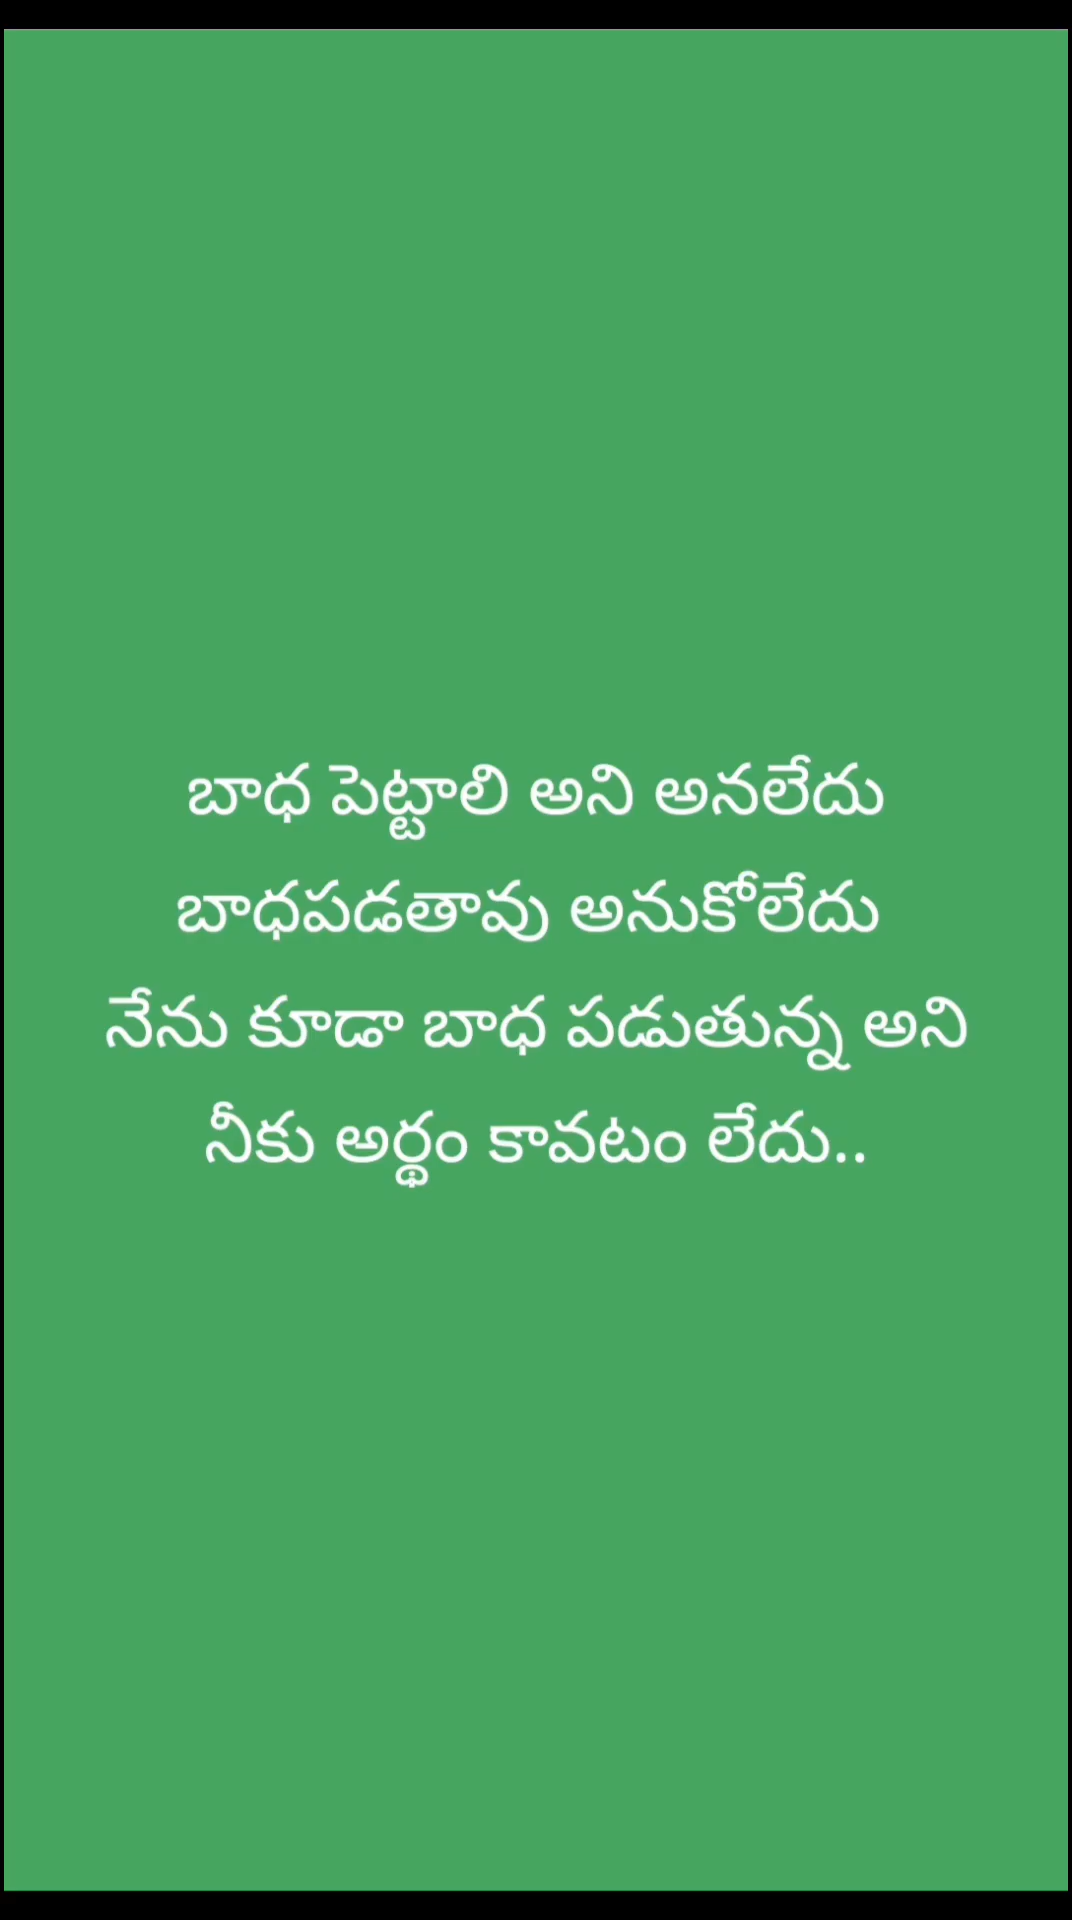 బాధ పెట్టాలి అని అనలేదు
బాధపడతావు అనుకోలేదు
నేను కూడా బాధ పడుతున్న అని
నీకు అర్థం కావటం లేదు..